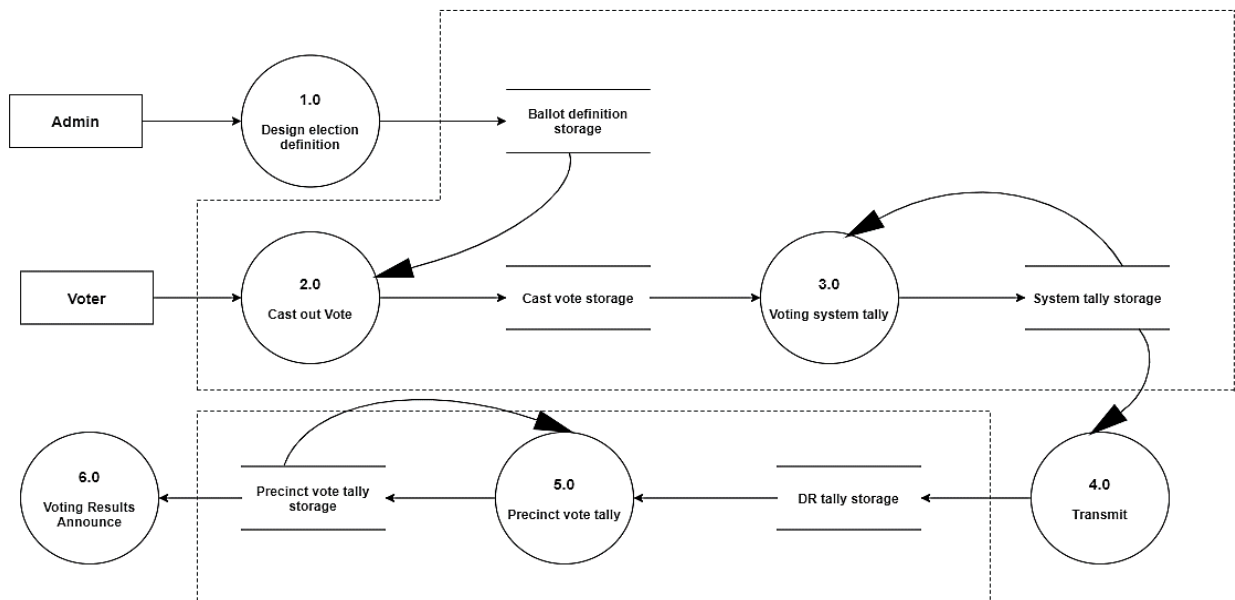 1.0
Design election
definition
Admin
Ballot definition
storage
2.0
Cast out Vote
Voter
Cast vote storage
3.0
Voting system tally
System tally storage
6.0
Voting Results
Announce
Precinct vote tally
storage
5.0
Precinct vote tally
DR tally storage
4.0
Transmit